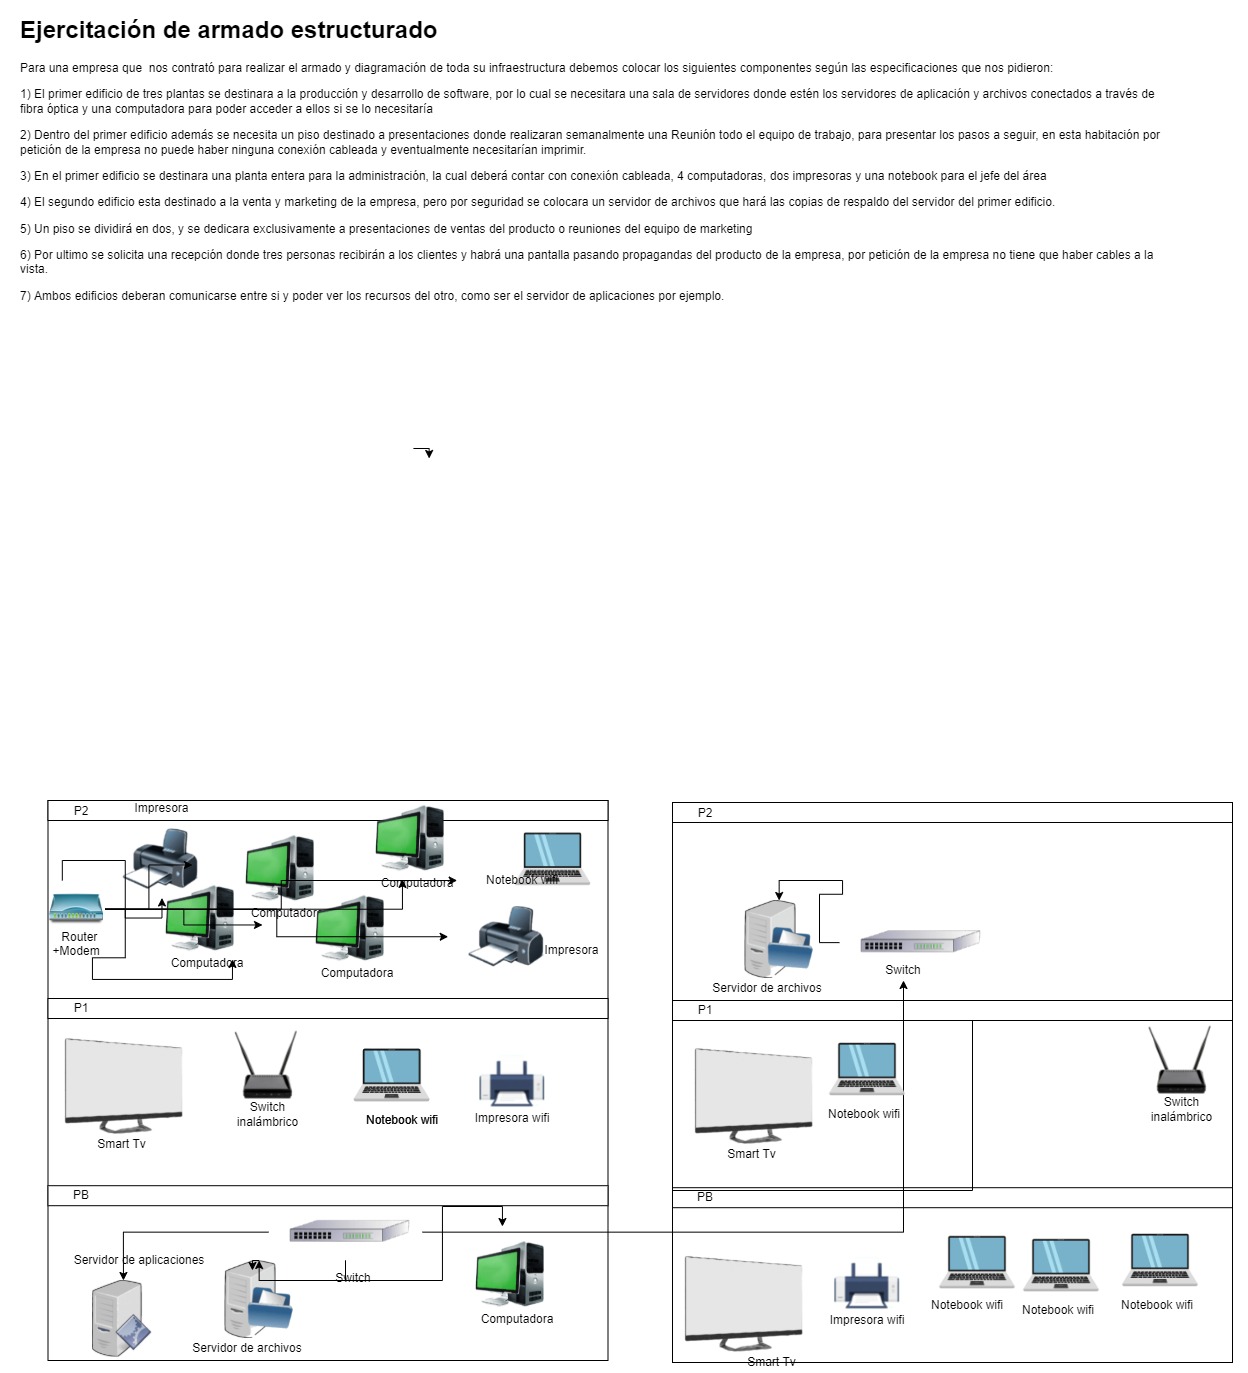 Ejercitación de armado estructurado
Para una empresa que  nos contrató para realizar el armado y diagramación de toda su infraestructura debemos colocar los siguientes componentes según las especificaciones que nos pidieron:
1) El primer edificio de tres plantas se destinara a la producción y desarrollo de software, por lo cual se necesitara una sala de servidores donde estén los servidores de aplicación y archivos conectados a través de
fibra óptica y una computadora para poder acceder a ellos si se lo necesitaría
2) Dentro del primer edificio además se necesita un piso destinado a presentaciones donde realizaran semanalmente una Reunión todo el equipo de trabajo, para presentar los pasos a seguir, en esta habitación por
petición de la empresa no puede haber ninguna conexión cableada y eventualmente necesitarían imprimir.
3) En el primer edificio se destinara una planta entera para la administración, la cual deberá contar con conexión cableada, 4 computadoras, dos impresoras y una notebook para el jefe del área
4) El segundo edificio esta destinado a la venta y marketing de la empresa, pero por seguridad se colocara un servidor de archivos que hará las copias de respaldo del servidor del primer edificio.
5) Un piso se dividirá en dos, y se dedicara exclusivamente a presentaciones de ventas del producto o reuniones del equipo de marketing
6) Por ultimo se solicita una recepción donde tres personas recibirán a los clientes y habrá una pantalla pasando propagandas del producto de la empresa, por petición de la empresa no tiene que haber cables a la
vista.
7) Ambos edificios deberan comunicarse entre si y poder ver los recursos del otro, como ser el servidor de aplicaciones por ejemplo.
P2
Impresora
Computadora
Notebook wifi
Computadora
Router
+Modem
Computadora
Computadora
Impresora
P1
Smart Tv
Switch
inalámbrico
Notebook wifi
Impresora wifi
PB
Servidor de aplicaciones
Switch
Servidor de archivos
Computadora
P2
Servidor de archivos
Switch
P1
Smart Tv
Notebook wifi
Switch
inalámbrico
PB
Smart Tv
Impresora wifi
Notebook wifi
Notebook wifi
Notebook wifi